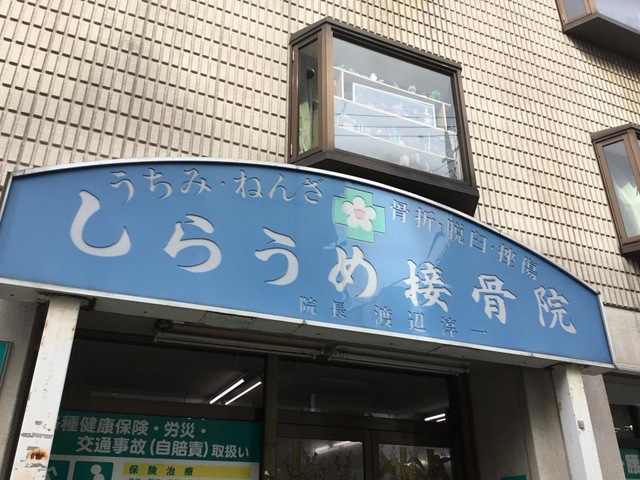 うちみ・ねんざ 骨折・脱臼・挫傷
しらうめ接骨院
院長 渡辺淳一
各種健康保険・労災・
交通事故(自賠責)取扱い
保険治療